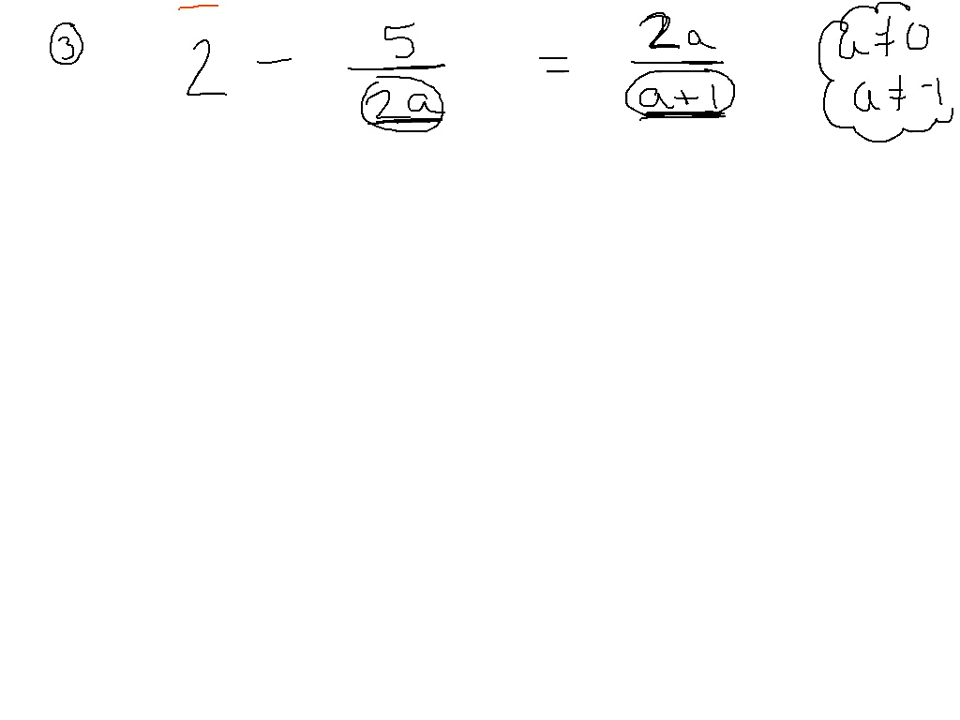 ③ 2 - 5/2a = 2a/a+1
a ≠ 0
a ≠ -1